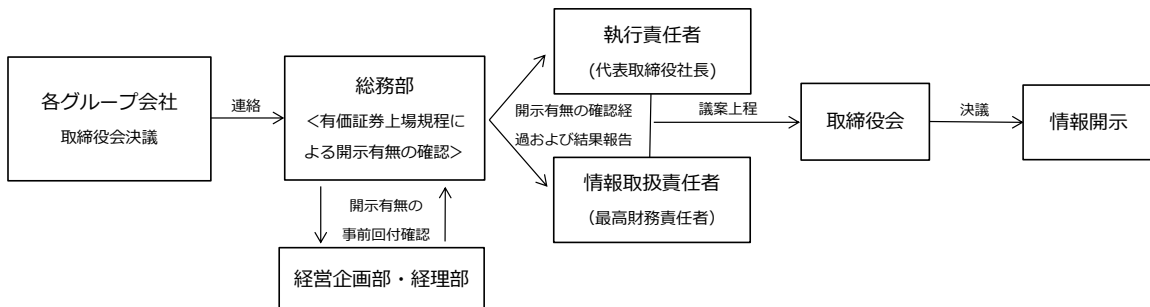 各グループ会社
取締役会決議
連絡
総務部
<有価証券上場規程に
よる開示有無の確認>
開示有無の
事前回付確認
経営企画部・経理部
執行責任者
(代表取締役社長)
開示有無の確認経
過および結果報告
情報取扱責任者
（最高財務責任者）
議案上程
取締役会
決議
情報開示